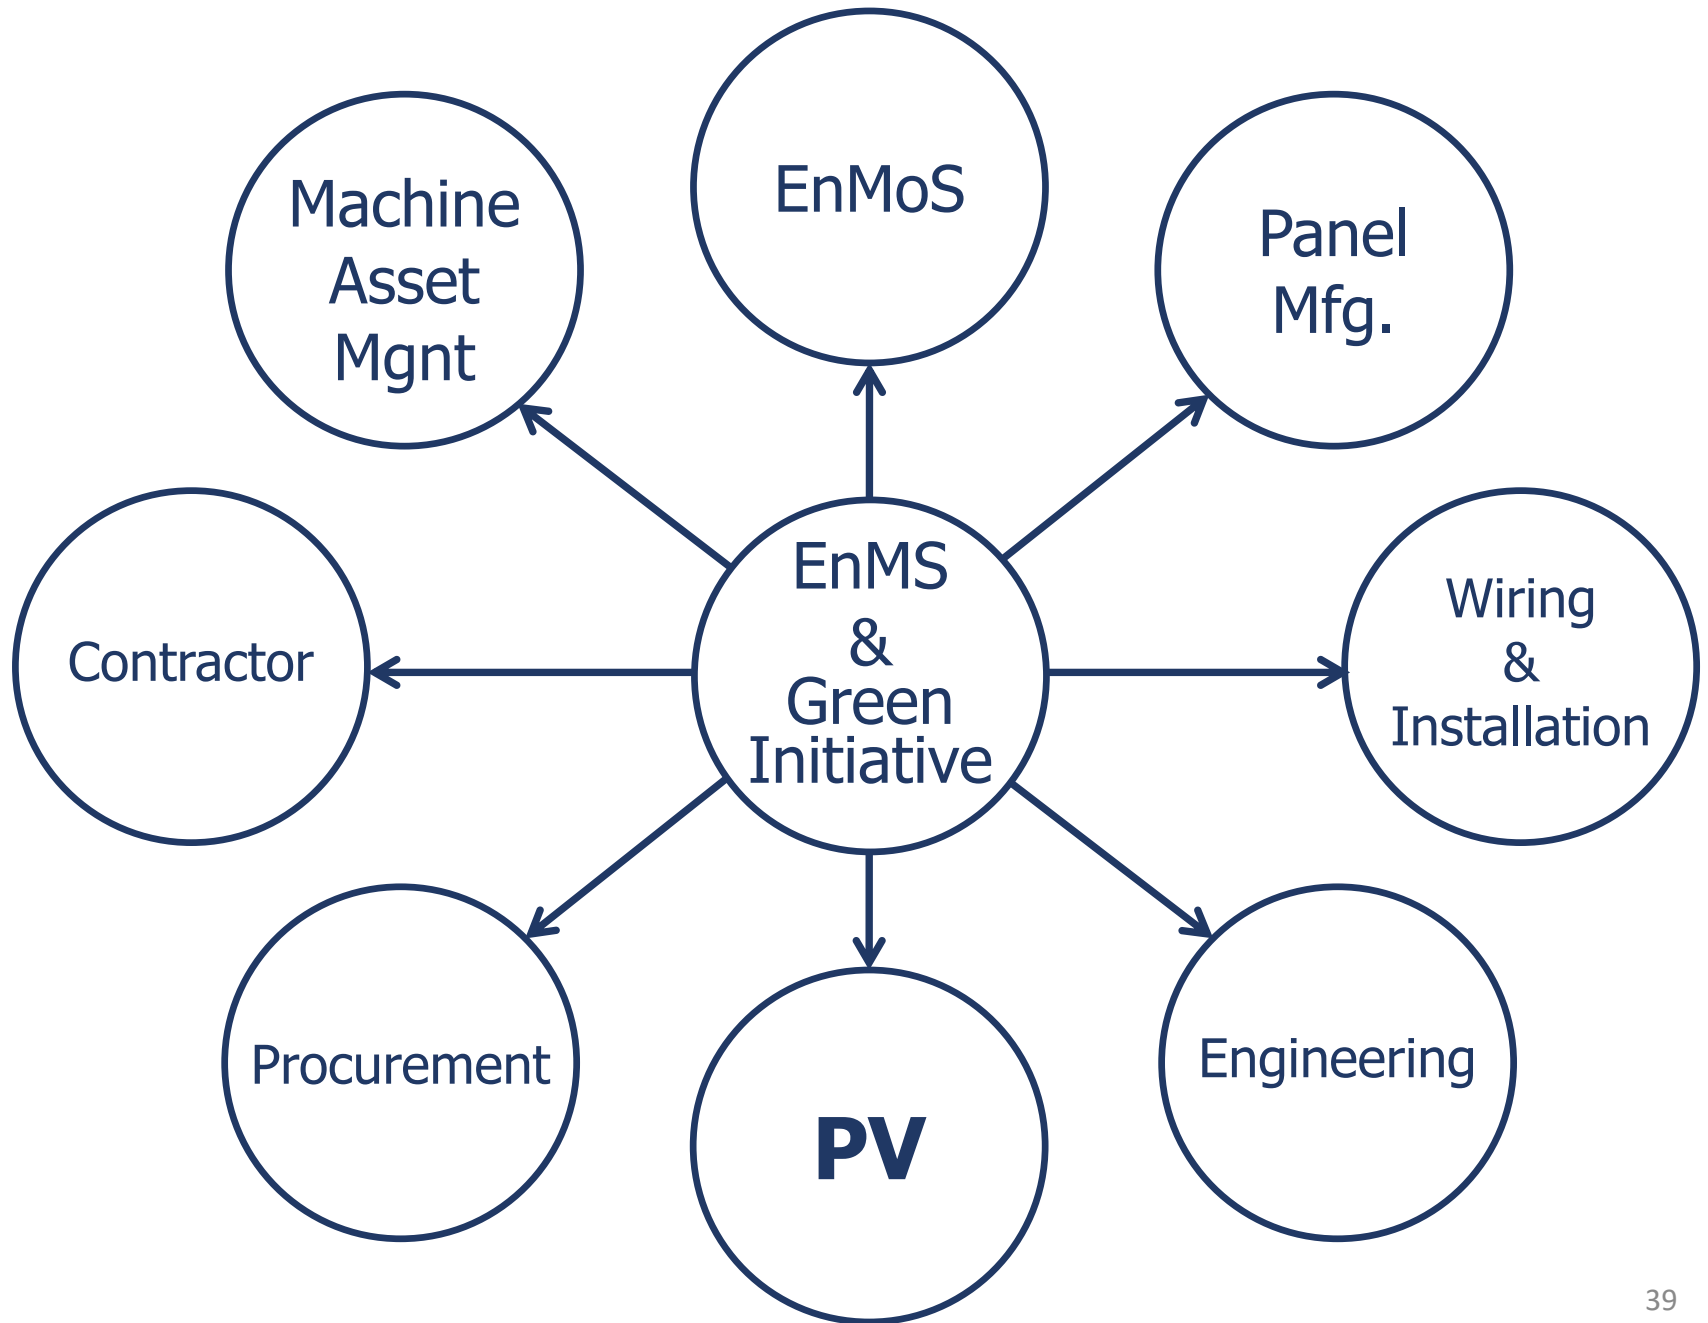 EnMoS
Machine
Asset
Mgnt
Panel
Mfg.
Contractor
EnMS
&
Green
Initiative
Wiring
&
Installation
Procurement
PV
Engineering
39